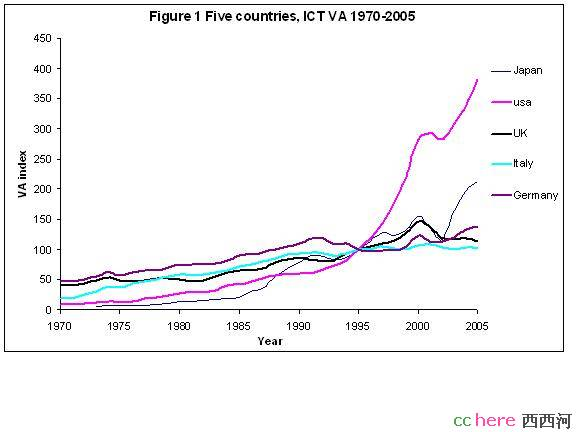 Figure 1 Five countries, ICT VA 1970-2005
450
400
350
300
250
200
150
100
50
0
VA index
1970 1975 1980 1985 1990 1995 2000 2005
Year
Japan
usa
UK
Italy
Germany
cchere 西西河